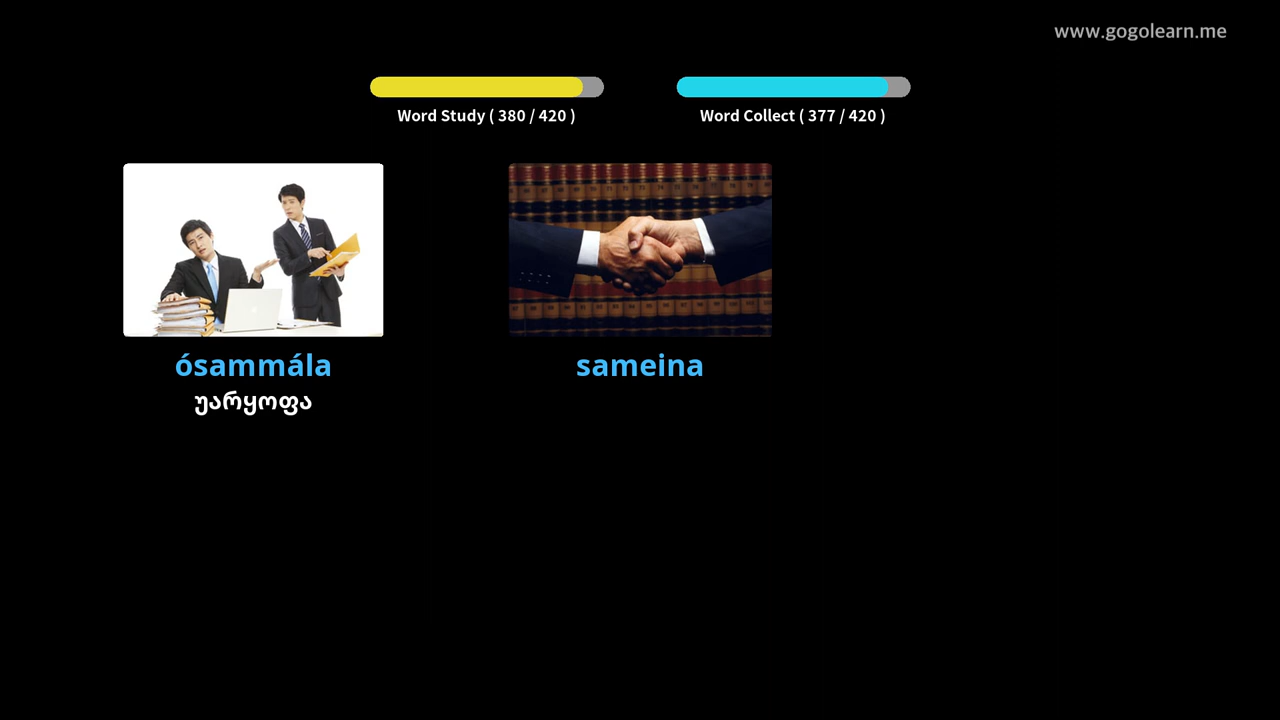 www.gogolearn.me
Word Study ( 380 / 420 )
Word Collect ( 377 / 420 )
ósammála
sameina
უარყოფა